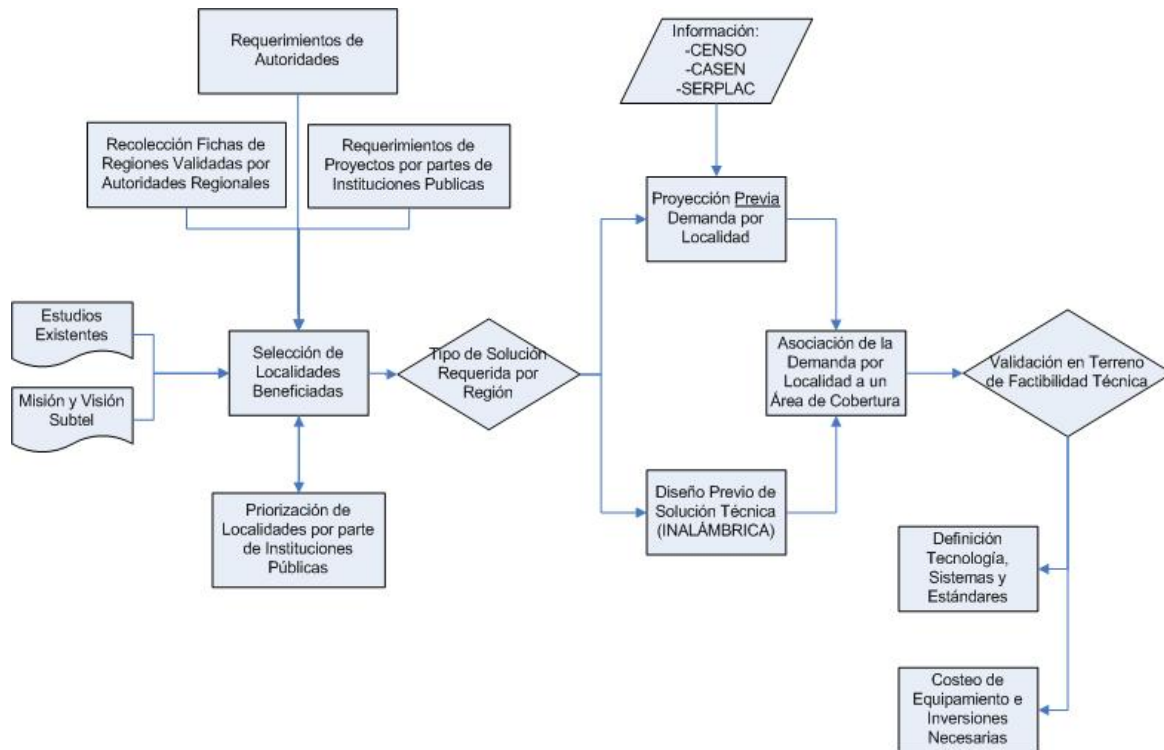 Requerimientos de
Autoridades
Información:
-CENSO
-CASEN
-SERPLAC
Recolección Fichas de
Regiones Validadas por
Autoridades Regionales
Requerimientos de
Proyectos por partes de
Instituciones Publicas
Proyección Previa
Demanda por
Localidad
Estudios
Existentes
Misión y Visión
Subtel
Selección de
Localidades
Beneficiadas
Tipo de Solución
Requerida por
Región
Asociación de la
Demanda por
Localidad a un
Área de Cobertura
Validación en Terreno
de Factibilidad Técnica
Priorización de
Localidades por parte
de Instituciones
Públicas
Diseño Previo de
Solución Técnica
(INALÁMBRICA)
Definición
Tecnología,
Sistemas y
Estándares
Costeo de
Equipamiento e
Inversiones
Necesarias